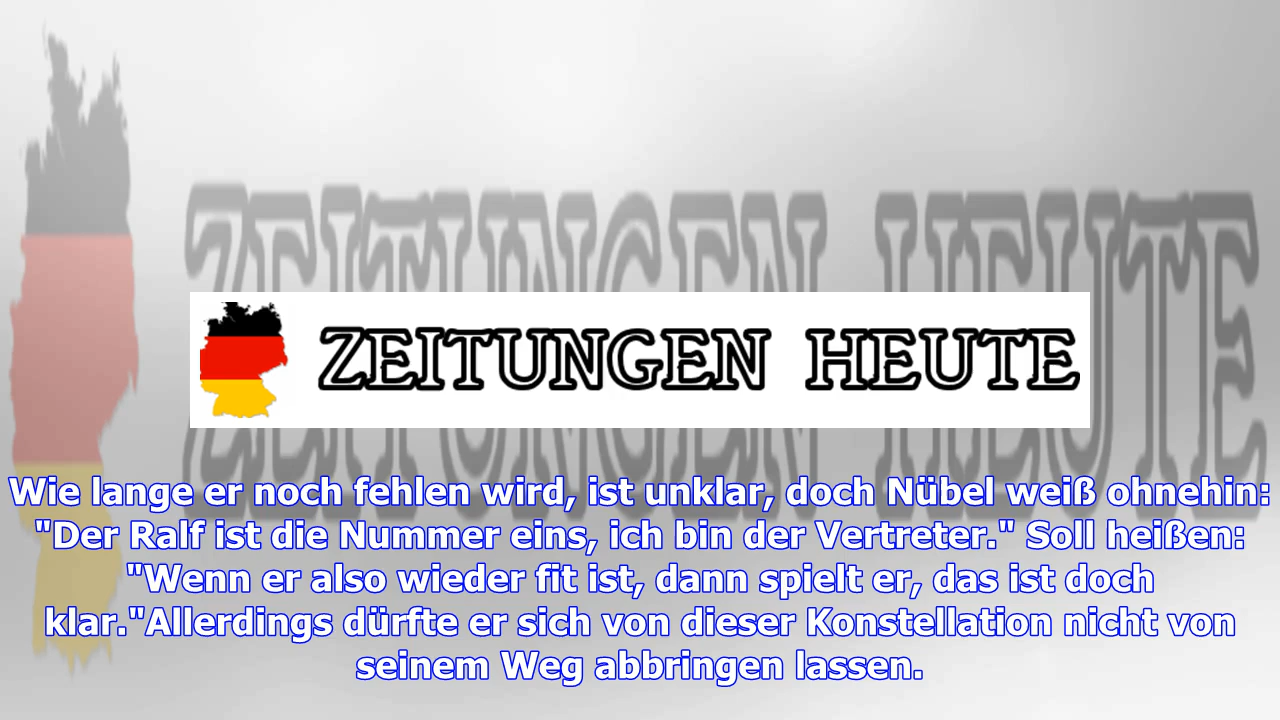 ZEITUNGEN HEUTE
ZEITUNGEN HEUTE
Wie lange er noch fehlen wird, ist unklar, doch Nübel weiß ohnehin:
"Der Ralf ist die Nummer eins, ich bin der Vertreter." Soll heißen:
"Wenn er also wieder fit ist, dann spielt er, das ist doch
klar."Allerdings dürfte er sich von dieser Konstellation nicht von
seinem Weg abbringen lassen.